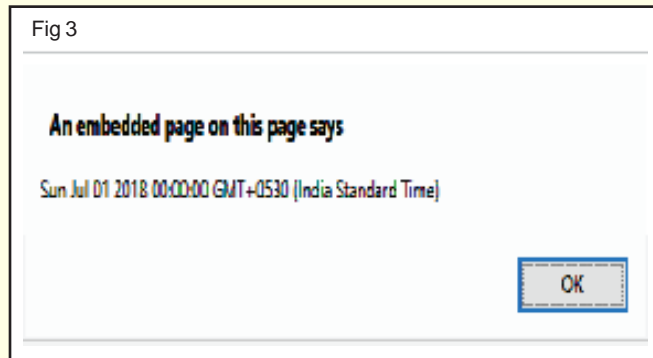 Fig 3
An embedded page on this page says
Sun Jul 01 2018 00:00:00 GMT+0530 (India Standard Time)
OK